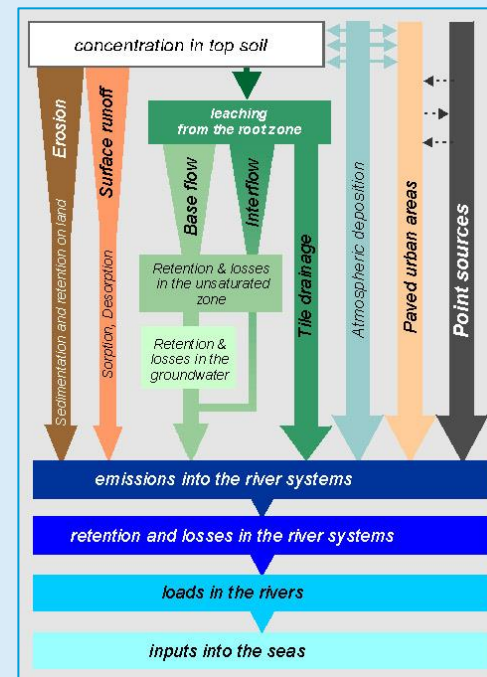 concentration in top soil
leaching
from the root zone
Erosion
Sedimentation and retention on land
Surface runoff
Sorption, Desorption
Base flow
Interflow
Retention & losses
in the unsaturated
zone
Retention &
losses in the
groundwater
Tile drainage
Atmospheric deposition
Paved urban areas
Point sources
emissions into the river systems
retention and losses in the river systems
loads in the rivers
inputs into the seas